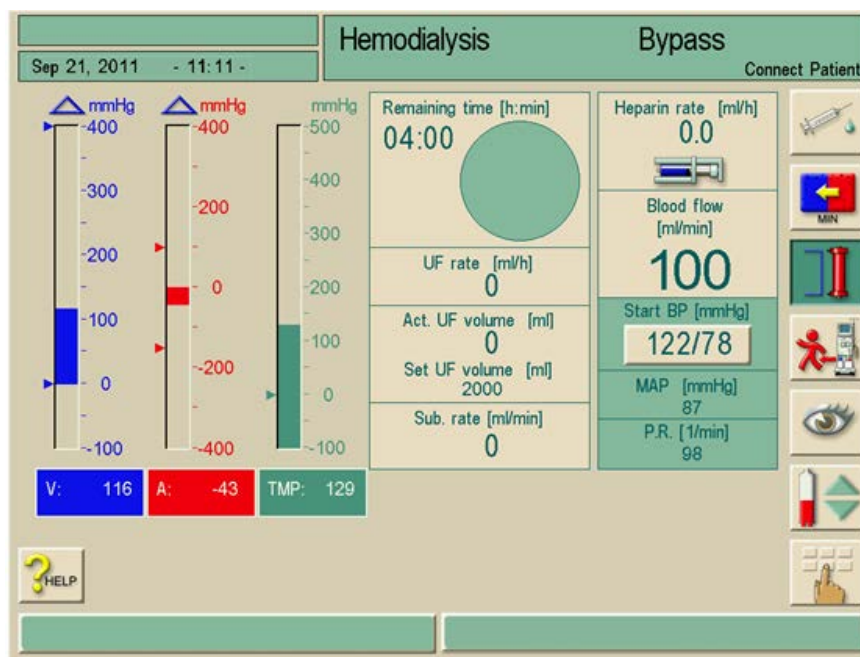 Hemodialysis Bypass
Sep 21, 2011 - 11:11 -
Connect Patient
mmHg mmHg mmHg
400 400 500
300 200 400
200 0 300
100 -200 200
0 -400 100
-100 0
-100
V: 116 A: -43 TMP: 129
Remaining time [h:min]
04:00
UF rate [ml/h]
0
Act. UF volume [ml]
0
Set UF volume [ml]
2000
Sub. rate [ml/min]
0
Heparin rate [ml/h]
0.0
Blood flow
[ml/min]
100
Start BP [mmHg]
122/78
MAP [mmHg]
87
P.R. [1/min]
98
MIN
? HELP